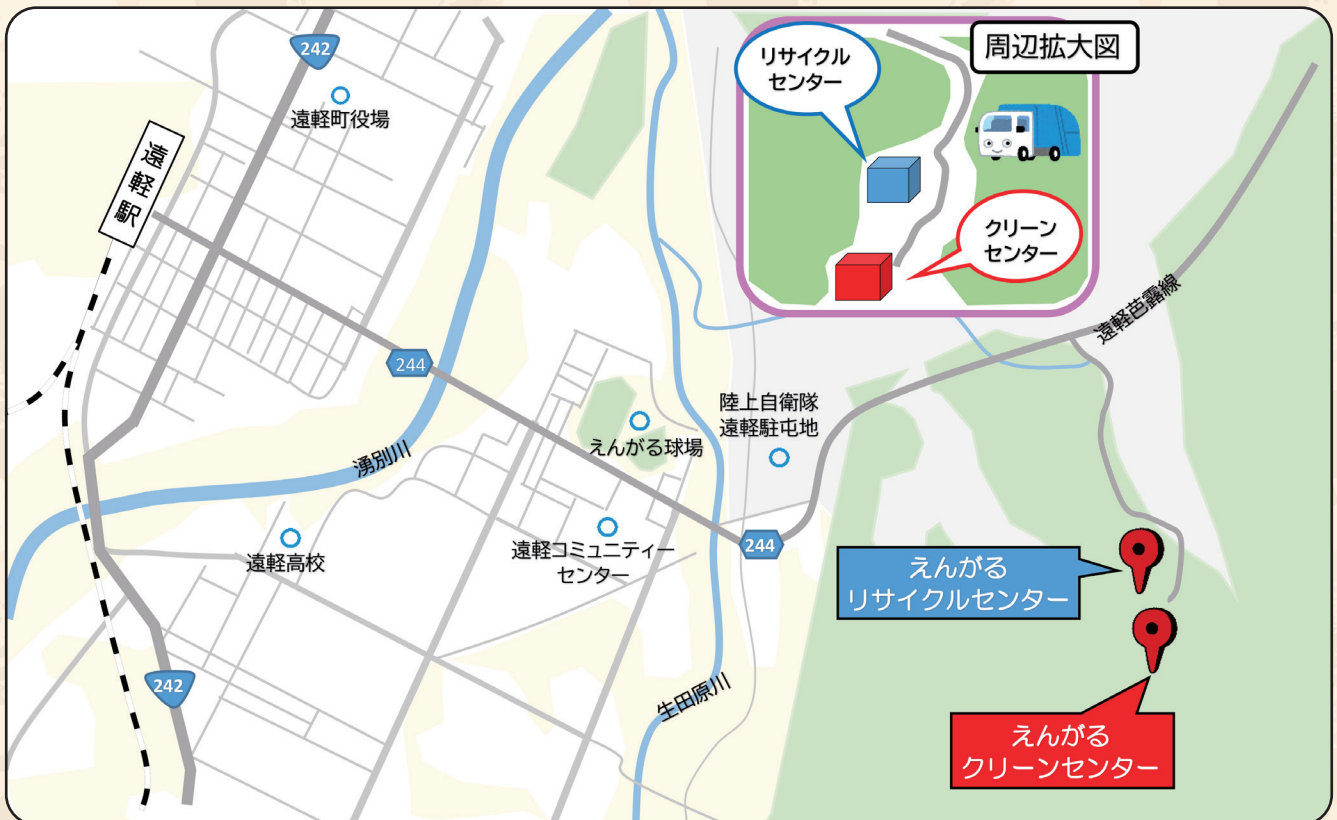 242
遠軽町役場
遠軽駅
リサイクル
センター
周辺拡大図
クリーン
センター
遠軽芭露線
244
湧別川
えんがる球場
陸上自衛隊
遠軽駐屯地
遠軽高校
遠軽コミュニティー
センター
244
えんがる
リサイクルセンター
生田原川
242
えんがる
クリーンセンター